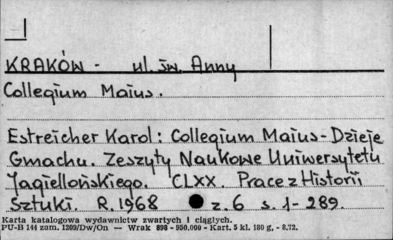 KRAKÓW - ul. św. Anny
Collegium Maius.
Estreicher Karol: Collegium Maius - Dzieje
Gmachu. Zeszyty Naukowe Uniwersytetu
Jagiellońskiego. CLXX. Prace z Historii
Sztuki. R. 1968 z. 6 s. 1-289.
Karta katalogowa wydawnictw zwartych i ciągłych.
PU-B 144 zam. 1209/Dw/On — Wrak 898 - 950.000 - Kart. 5 kl. 180 g, - 8.72.